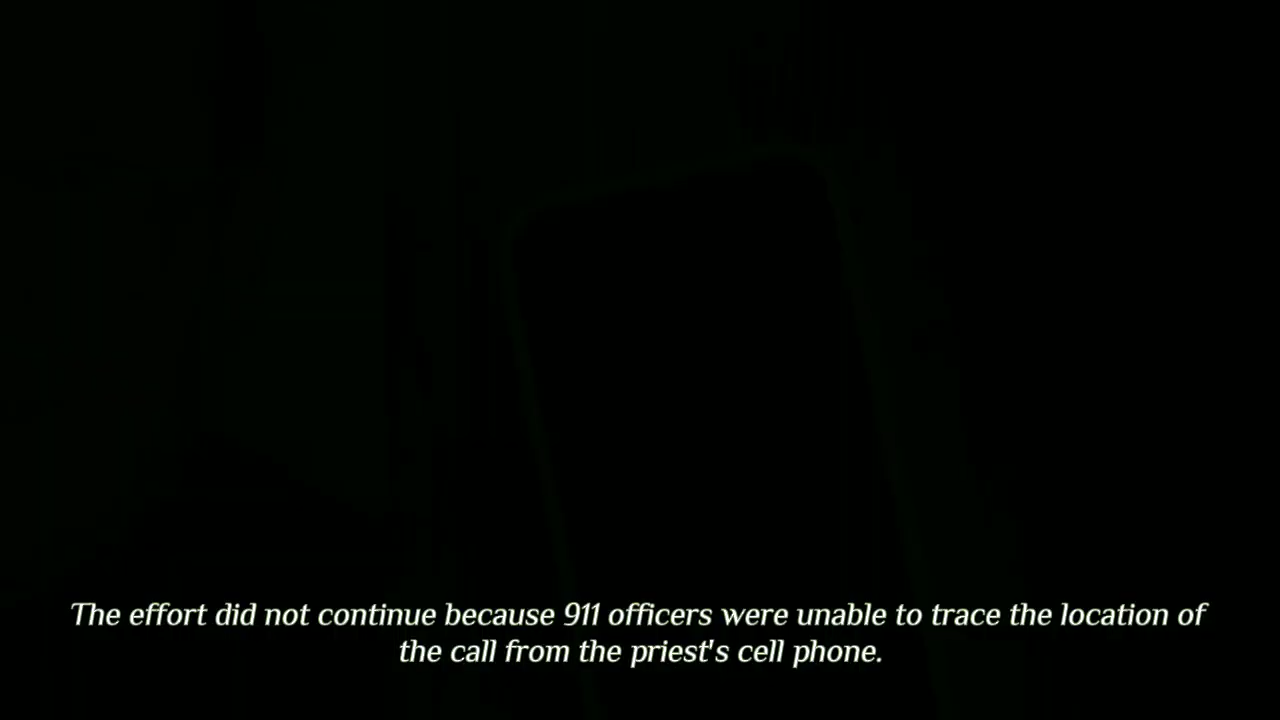 The effort did not continue because 911 officers were unable to trace the location of
the call from the priest's cell phone.